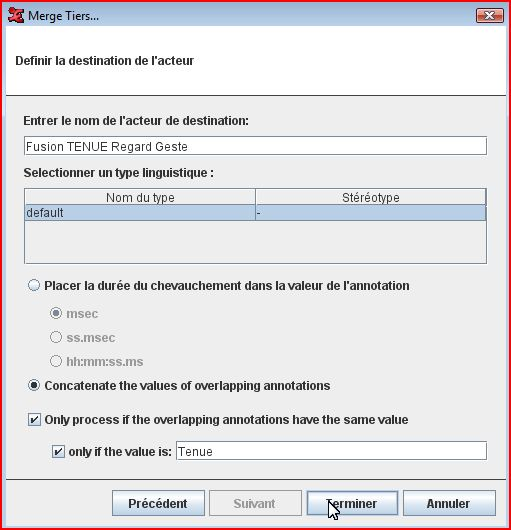 Merge Tiers...
Definir la destination de l'acteur
Entrer le nom de l'acteur de destination:
Fusion TENUE Regard Geste
Selectionner un type linguistique :
Nom du type Stéréotype
default -
Placer la durée du chevauchement dans la valeur de l'annotation
msec
ss.msec
hh:mm:ss.ms
Concatenate the values of overlapping annotations
Only process if the overlapping annotations have the same value
only if the value is: Tenue
Précédent Suivant Terminer Annuler